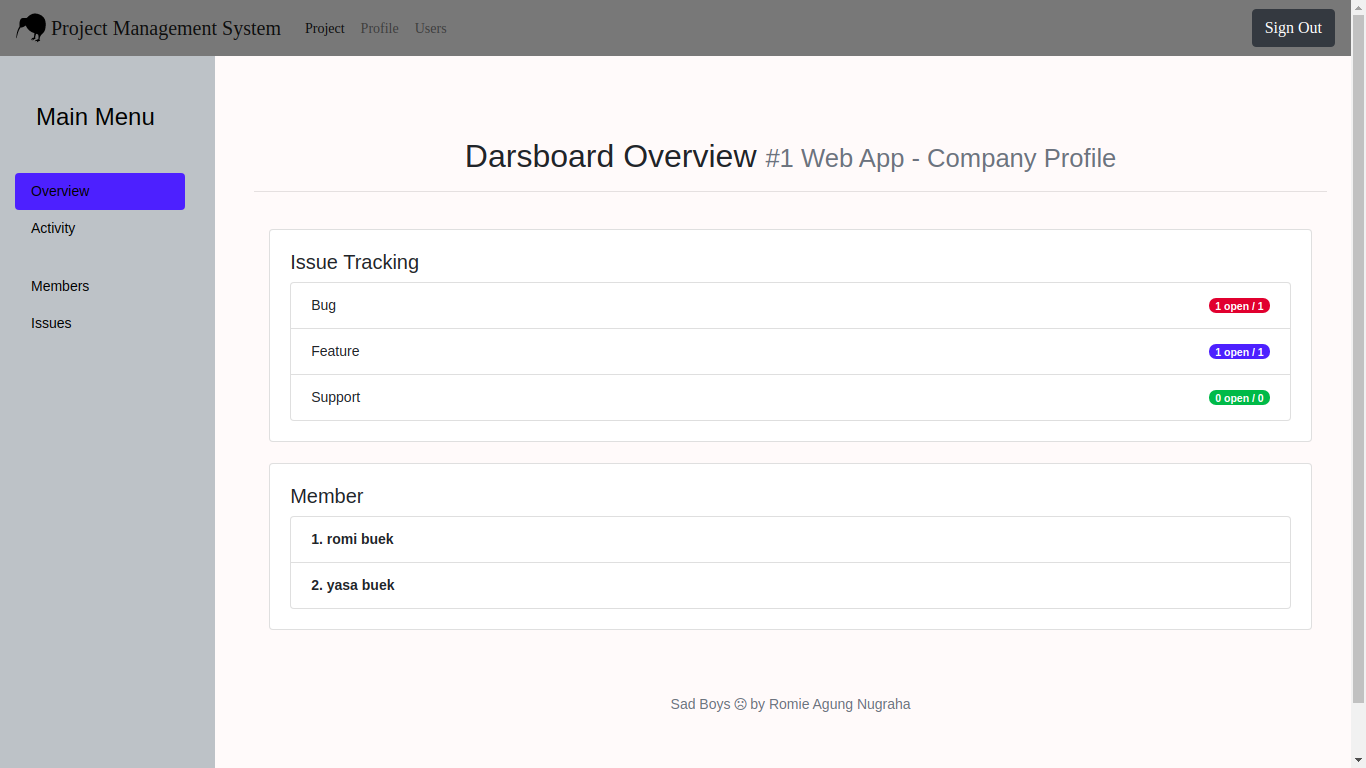 Project Management System Project Profile Users Sign Out
Main Menu
Overview
Activity
Members
Issues
Darsboard Overview #1 Web App - Company Profile
Issue Tracking
Bug 1 open / 1
Feature 1 open / 1
Support 0 open / 0
Member
1. romi buek
2. yasa buek
Sad Boys ☹ by Romie Agung Nugraha